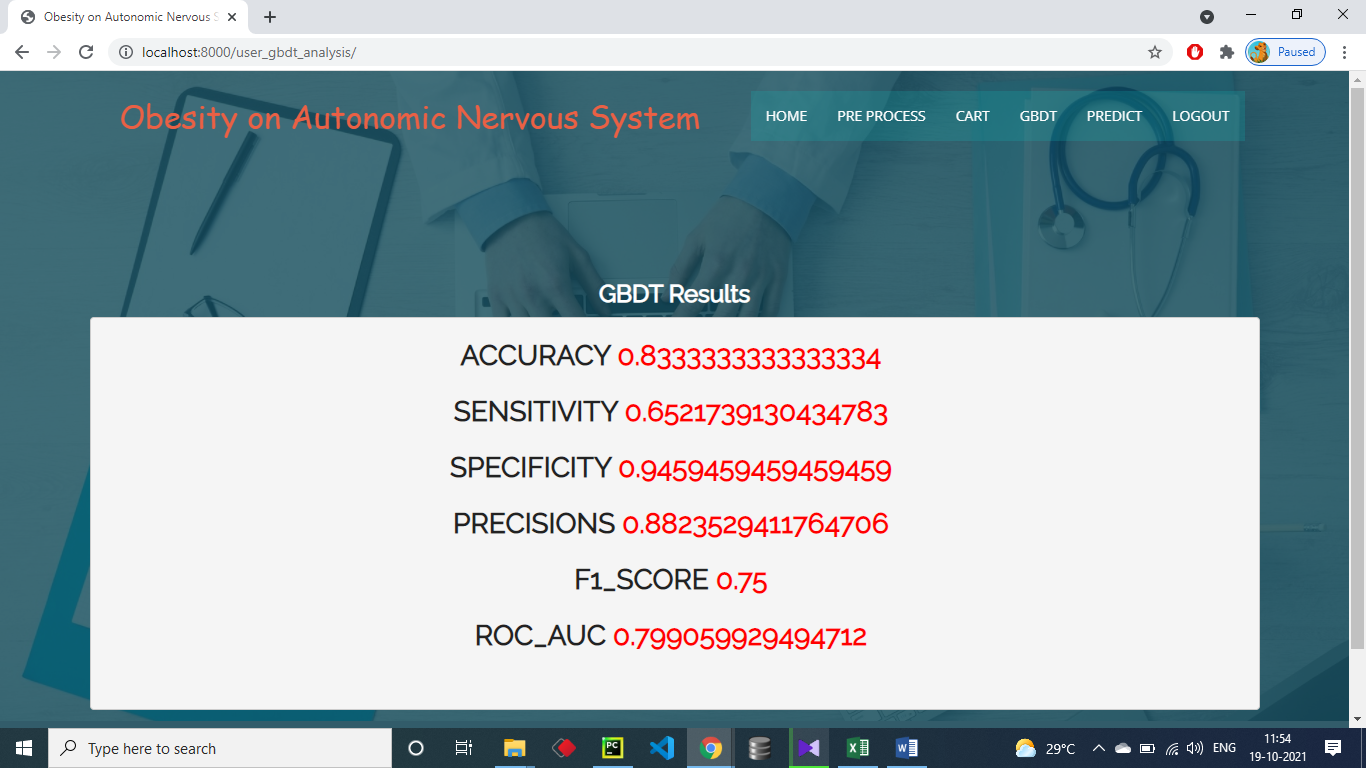 Obesity on Autonomic Nervous S
localhost:8000/user_gbdt_analysis/
Paused
Obesity on Autonomic Nervous System
HOME PRE PROCESS CART GBDT PREDICT LOGOUT
GBDT Results
ACCURACY 0.8333333333333334
SENSITIVITY 0.6521739130434783
SPECIFICITY 0.9459459459459459
PRECISIONS 0.8823529411764706
F1_SCORE 0.75
ROC_AUC 0.799059929494712
Type here to search
PC
29°C
ENG
11:54
19-10-2021